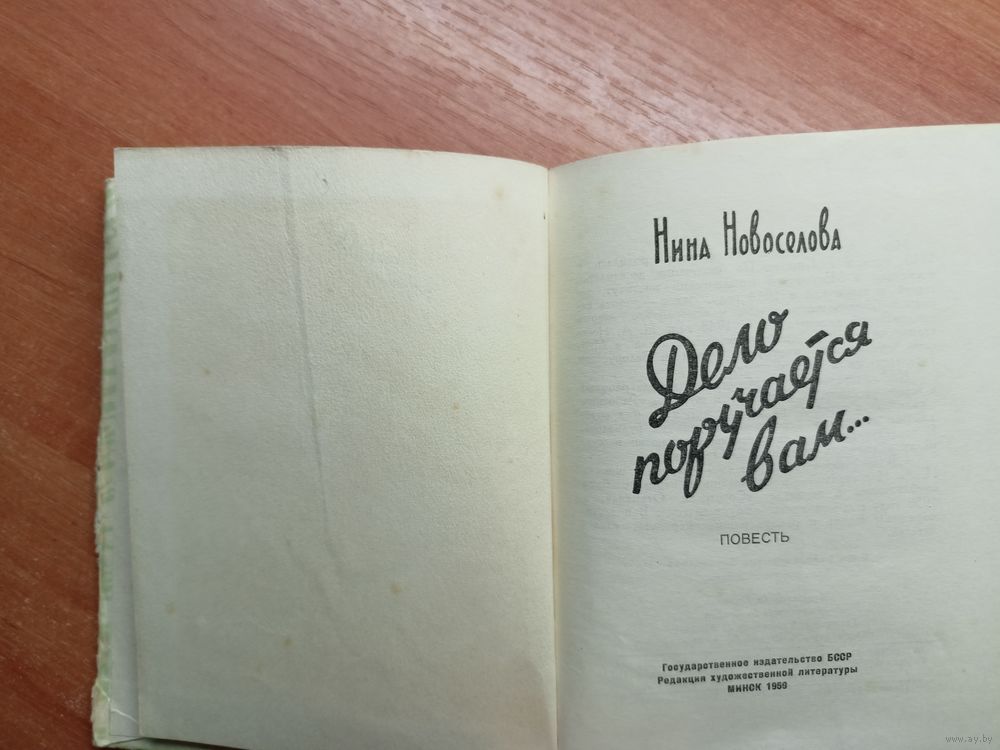 Нина Новоселова
Дело
поручается
вам...
ПОВЕСТЬ
Государственное издательство БССР
Редакция художественной литературы
МИНСК 1959
www.ay.by